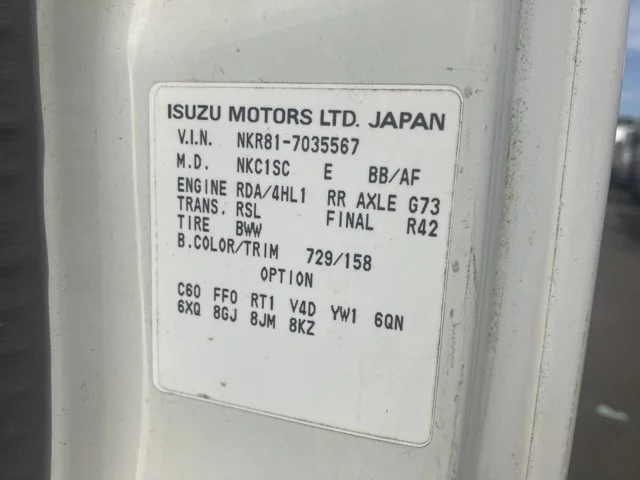 ISUZU MOTORS LTD. JAPAN
V.I.N. NKR81-7035567
M.D. NKC1SC E BB/AF
ENGINE RDA/4HL1 RR AXLE G73
TRANS. RSL FINAL R42
TIRE BWW
B.COLOR/TRIM 729/158
OPTION
C60 FF0 RT1 V4D YW1 6QN
6XQ 8GJ 8JM 8KZ